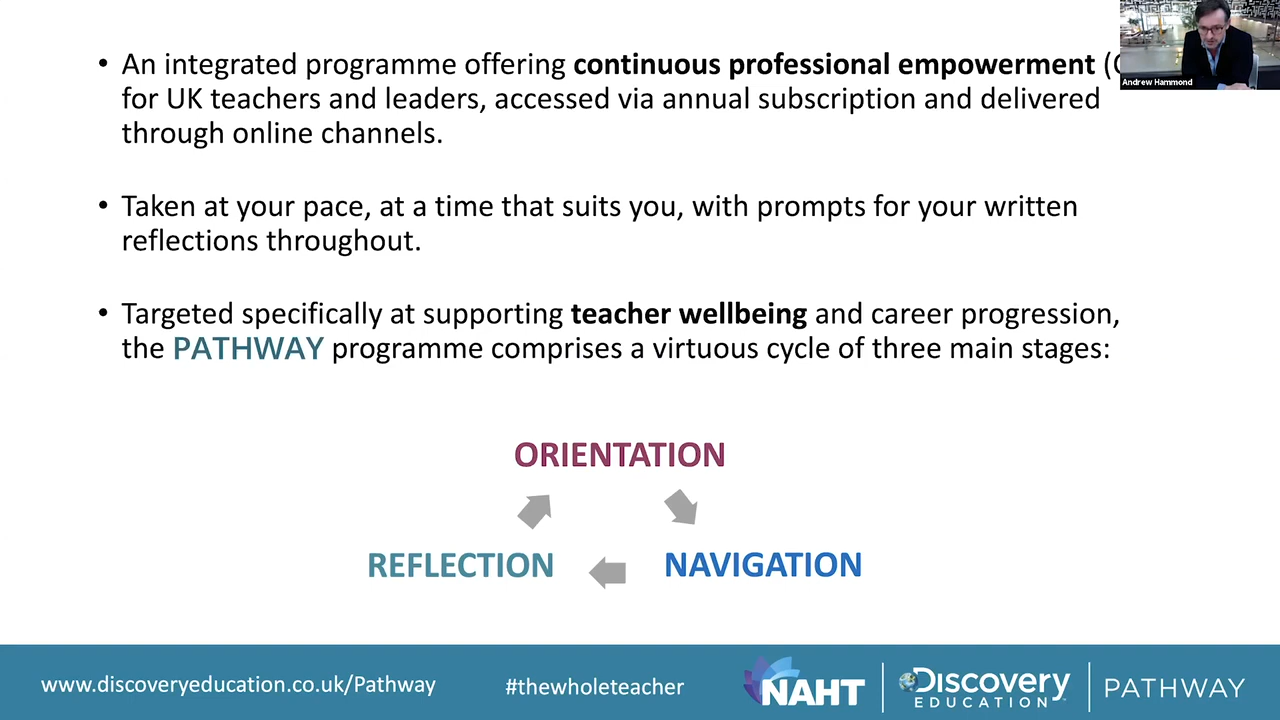 • An integrated programme offering continuous professional empowerment (
for UK teachers and leaders, accessed via annual subscription and delivered
through online channels.
• Taken at your pace, at a time that suits you, with prompts for your written
reflections throughout.
• Targeted specifically at supporting teacher wellbeing and career progression,
the PATHWAY programme comprises a virtuous cycle of three main stages:
ORIENTATION
REFLECTION
NAVIGATION
Andrew Hammond
www.discoveryeducation.co.uk/Pathway
#thewholeteacher
NAHT
Discovery
EDUCATION
PATHWAY